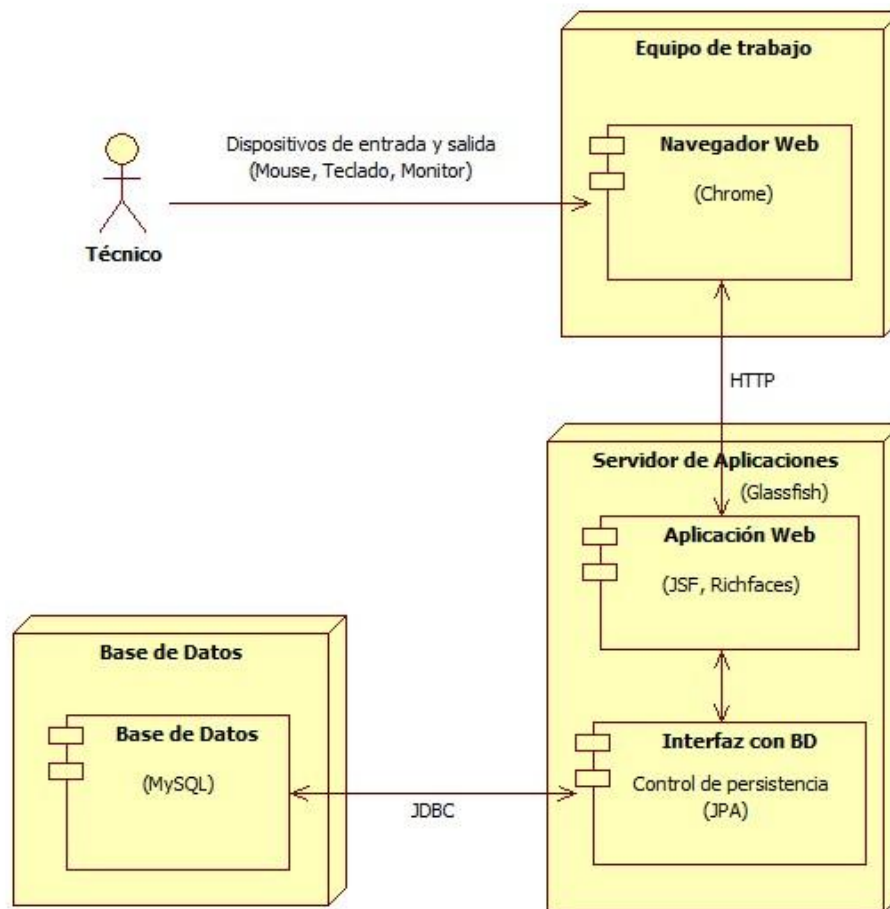 Equipo de trabajo
Navegador Web
(Chrome)
Dispositivos de entrada y salida
(Mouse, Teclado, Monitor)
Técnico
HTTP
Servidor de Aplicaciones
(Glassfish)
Aplicación Web
(JSF, Richfaces)
Interfaz con BD
Control de persistencia
(JPA)
Base de Datos
Base de Datos
(MySQL)
JDBC